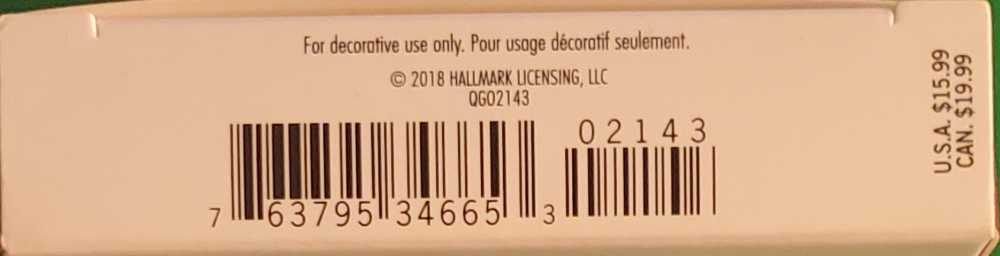 For decorative use only. Pour usage décoratif seulement.
© 2018 HALLMARK LICENSING, LLC
QGO2143
02143
7 63795 34665 3
U.S.A. $15.99
CAN. $19.99